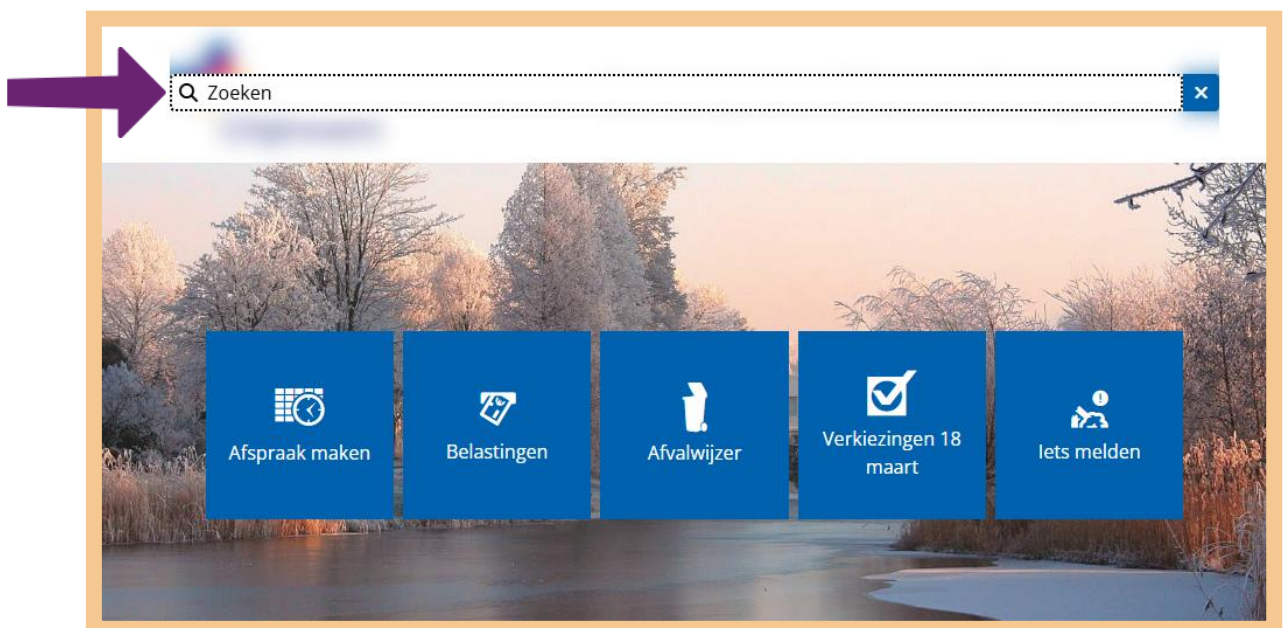 Zoeken
Afspraak maken
Belastingen
Afvalwijzer
Verkiezingen 18
maart
Iets melden